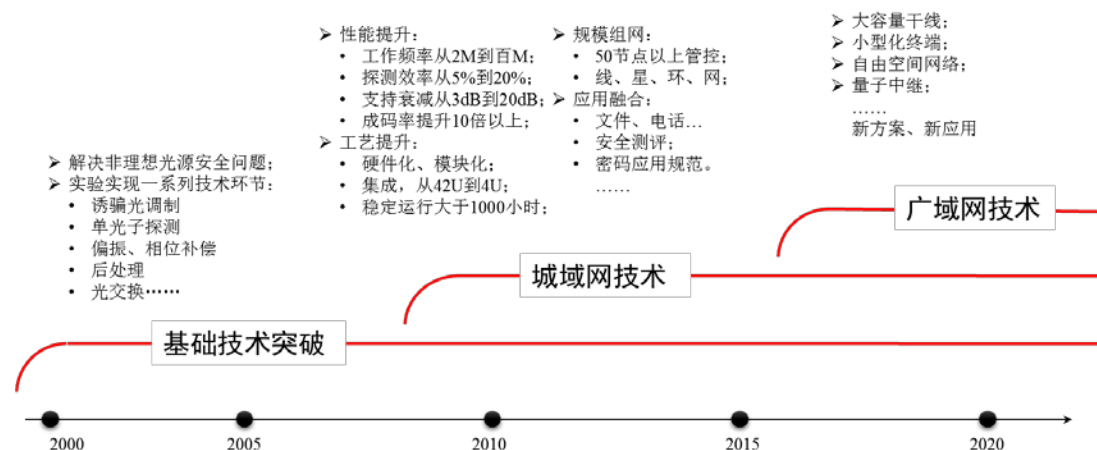 ➢ 解决非理想光源安全问题；
➢ 实验实现一系列技术环节：
• 诱骗光调制
• 单光子探测
• 偏振、相位补偿
• 后处理
• 光交换……
➢ 性能提升：
• 工作频率从2M到百M；
• 探测效率从5%到20%；
• 支持衰减从3dB到20dB；
• 成码率提升10倍以上；
➢ 工艺提升：
• 硬件化、模块化；
• 集成，从42U到4U；
• 稳定运行大于1000小时；
➢ 规模组网：
• 50节点以上管控；
• 线、星、环、网；
➢ 应用融合：
• 文件、电话…
• 安全测评；
• 密码应用规范。
……
➢ 大容量干线；
➢ 小型化终端；
➢ 自由空间网络；
➢ 量子中继；
……
新方案、新应用
广域网技术
城域网技术
基础技术突破
2000
2005
2010
2015
2020